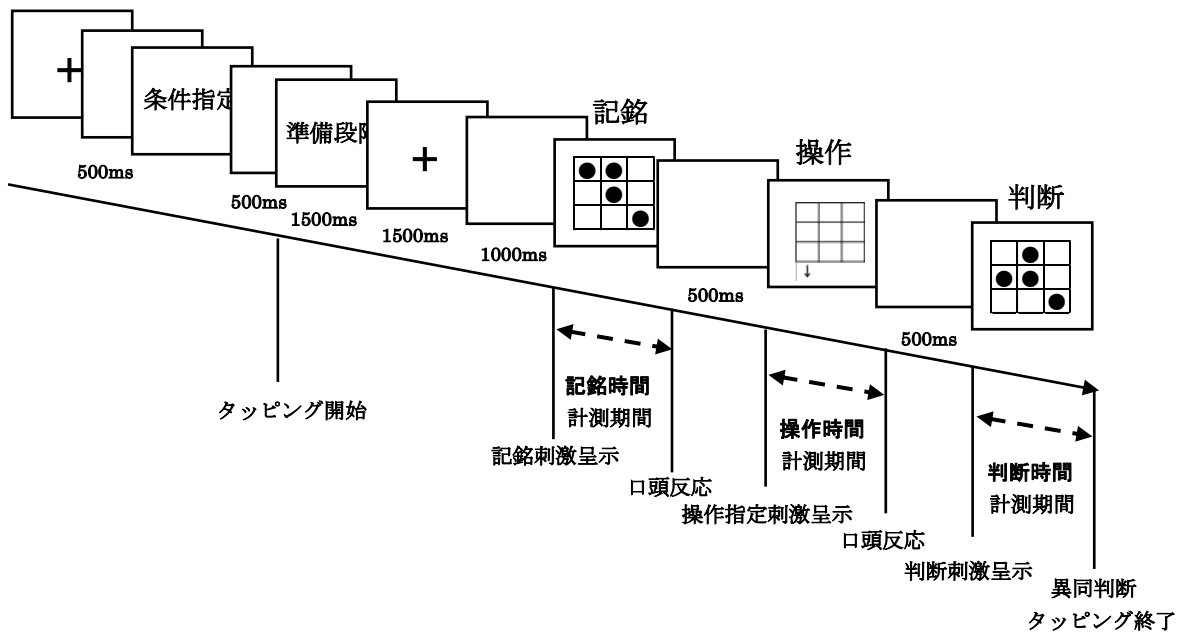 条件指定
準備段階
記銘
操作
判断
500ms
500ms
1500ms
1500ms
1000ms
500ms
500ms
タッピング開始
記銘時間
計測期間
記銘刺激呈示
口頭反応
操作時間
計測期間
操作指定刺激呈示
口頭反応
判断時間
計測期間
判断刺激呈示
異同判断
タッピング終了